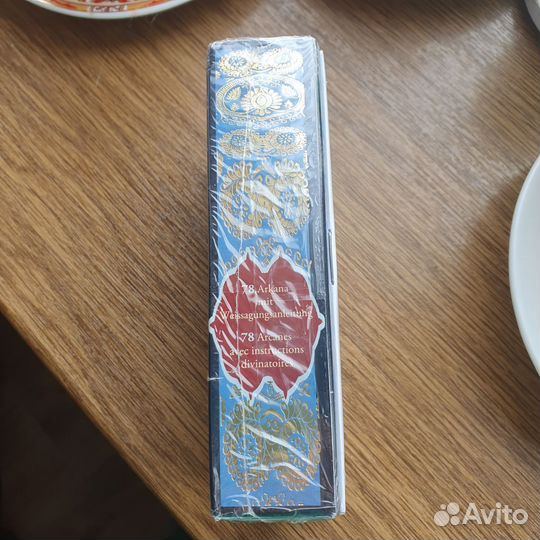 78 Arkana
mit
Weissagungsanleitung
78 Arcanes
avec instructions
divinatoires
Avito